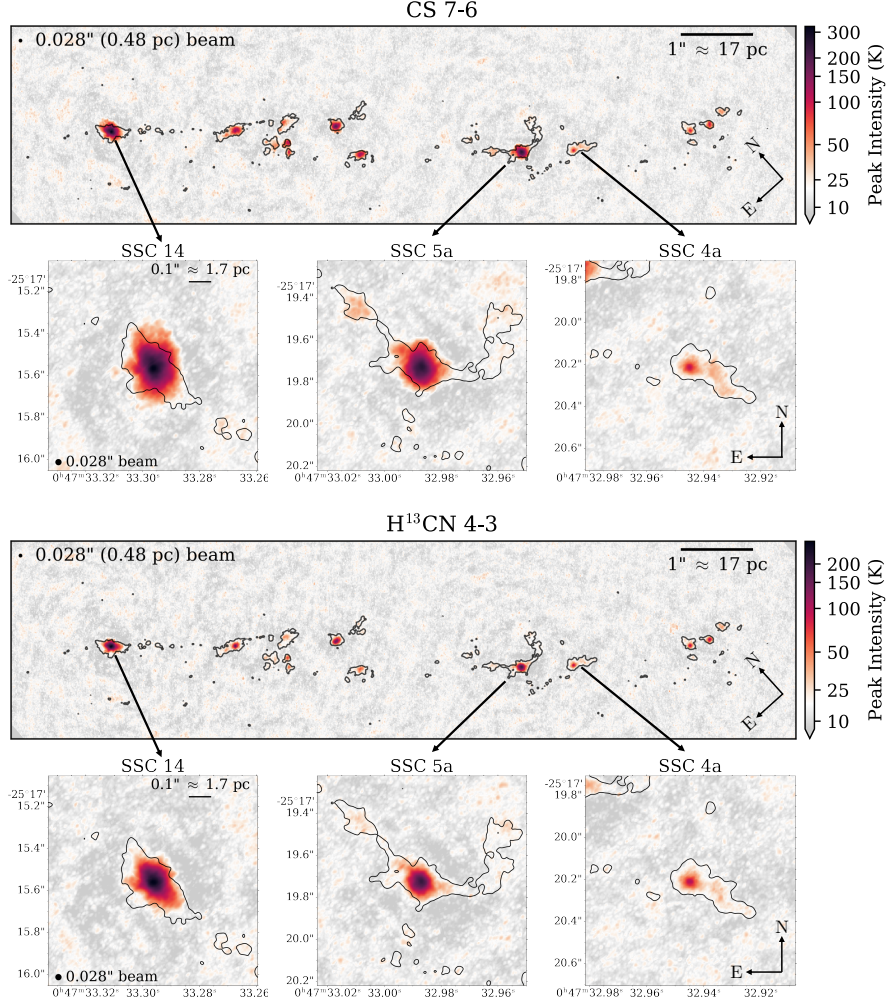 CS 7-6
0.028" (0.48 pc) beam
1" ≈ 17 pc
N
E
300
200
150
100
50
25
10
Peak Intensity (K)
SSC 14
0.1" ≈ 1.7 pc
-25°17'
15.2"
15.4"
15.6"
15.8"
16.0"
0.028" beam
0ʰ47ᵐ33.32ˢ 33.30ˢ 33.28ˢ 33.26ˢ
SSC 5a
-25°17'
19.4"
19.6"
19.8"
20.0"
20.2"
0ʰ47ᵐ33.02ˢ 33.00ˢ 32.98ˢ 32.96ˢ
SSC 4a
-25°17'
19.8"
20.0"
20.2"
20.4"
20.6"
N
E
0ʰ47ᵐ32.98ˢ 32.96ˢ 32.94ˢ 32.92ˢ
H¹³CN 4-3
0.028" (0.48 pc) beam
1" ≈ 17 pc
N
E
200
150
100
50
25
10
Peak Intensity (K)
SSC 14
0.1" ≈ 1.7 pc
-25°17'
15.2"
15.4"
15.6"
15.8"
16.0"
0.028" beam
0ʰ47ᵐ33.32ˢ 33.30ˢ 33.28ˢ 33.26ˢ
SSC 5a
-25°17'
19.4"
19.6"
19.8"
20.0"
20.2"
0ʰ47ᵐ33.02ˢ 33.00ˢ 32.98ˢ 32.96ˢ
SSC 4a
-25°17'
19.8"
20.0"
20.2"
20.4"
20.6"
N
E
0ʰ47ᵐ32.98ˢ 32.96ˢ 32.94ˢ 32.92ˢ